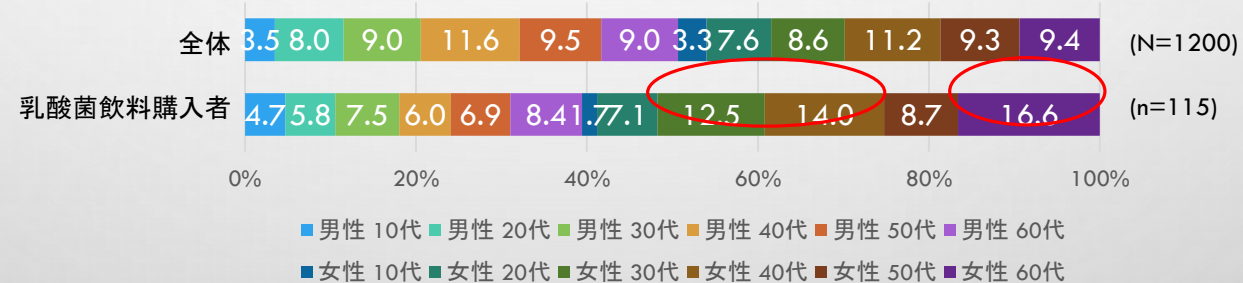 全体 3.5 8.0 9.0 11.6 9.5 9.0 3.3 7.6 8.6 11.2 9.3 9.4 (N=1200)
乳酸菌飲料購入者 4.7 5.8 7.5 6.0 6.9 8.4 1.7 7.1 12.5 14.0 8.7 16.6 (n=115)
0% 20% 40% 60% 80% 100%
男性 10代 男性 20代 男性 30代 男性 40代 男性 50代 男性 60代
女性 10代 女性 20代 女性 30代 女性 40代 女性 50代 女性 60代